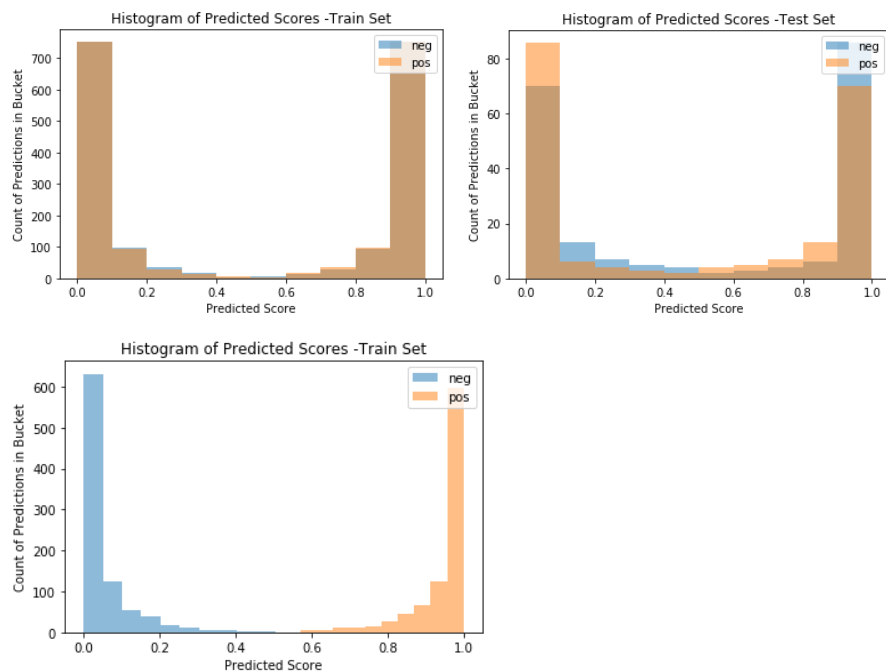 Histogram of Predicted Scores -Train Set
Count of Predictions in Bucket
700
600
500
400
300
200
100
0
neg
pos
0.0 0.2 0.4 0.6 0.8 1.0
Predicted Score
Histogram of Predicted Scores -Test Set
Count of Predictions in Bucket
80
60
40
20
0
neg
pos
0.0 0.2 0.4 0.6 0.8 1.0
Predicted Score
Histogram of Predicted Scores -Train Set
Count of Predictions in Bucket
600
500
400
300
200
100
0
neg
pos
0.0 0.2 0.4 0.6 0.8 1.0
Predicted Score